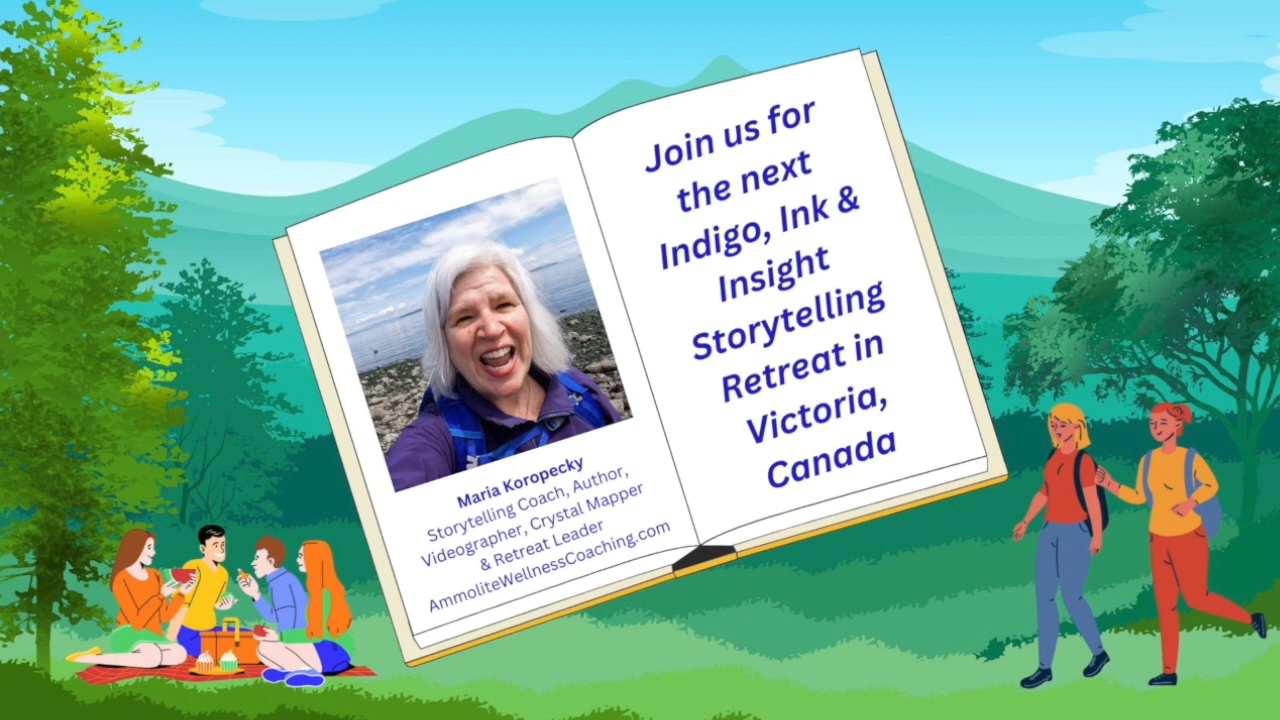 Maria Koropecky
Storytelling Coach, Author,
Videographer, Crystal Mapper
& Retreat Leader
AmmoliteWellnessCoaching.com
Join us for
the next
Indigo, Ink &
Insight
Storytelling
Retreat in
Victoria,
Canada